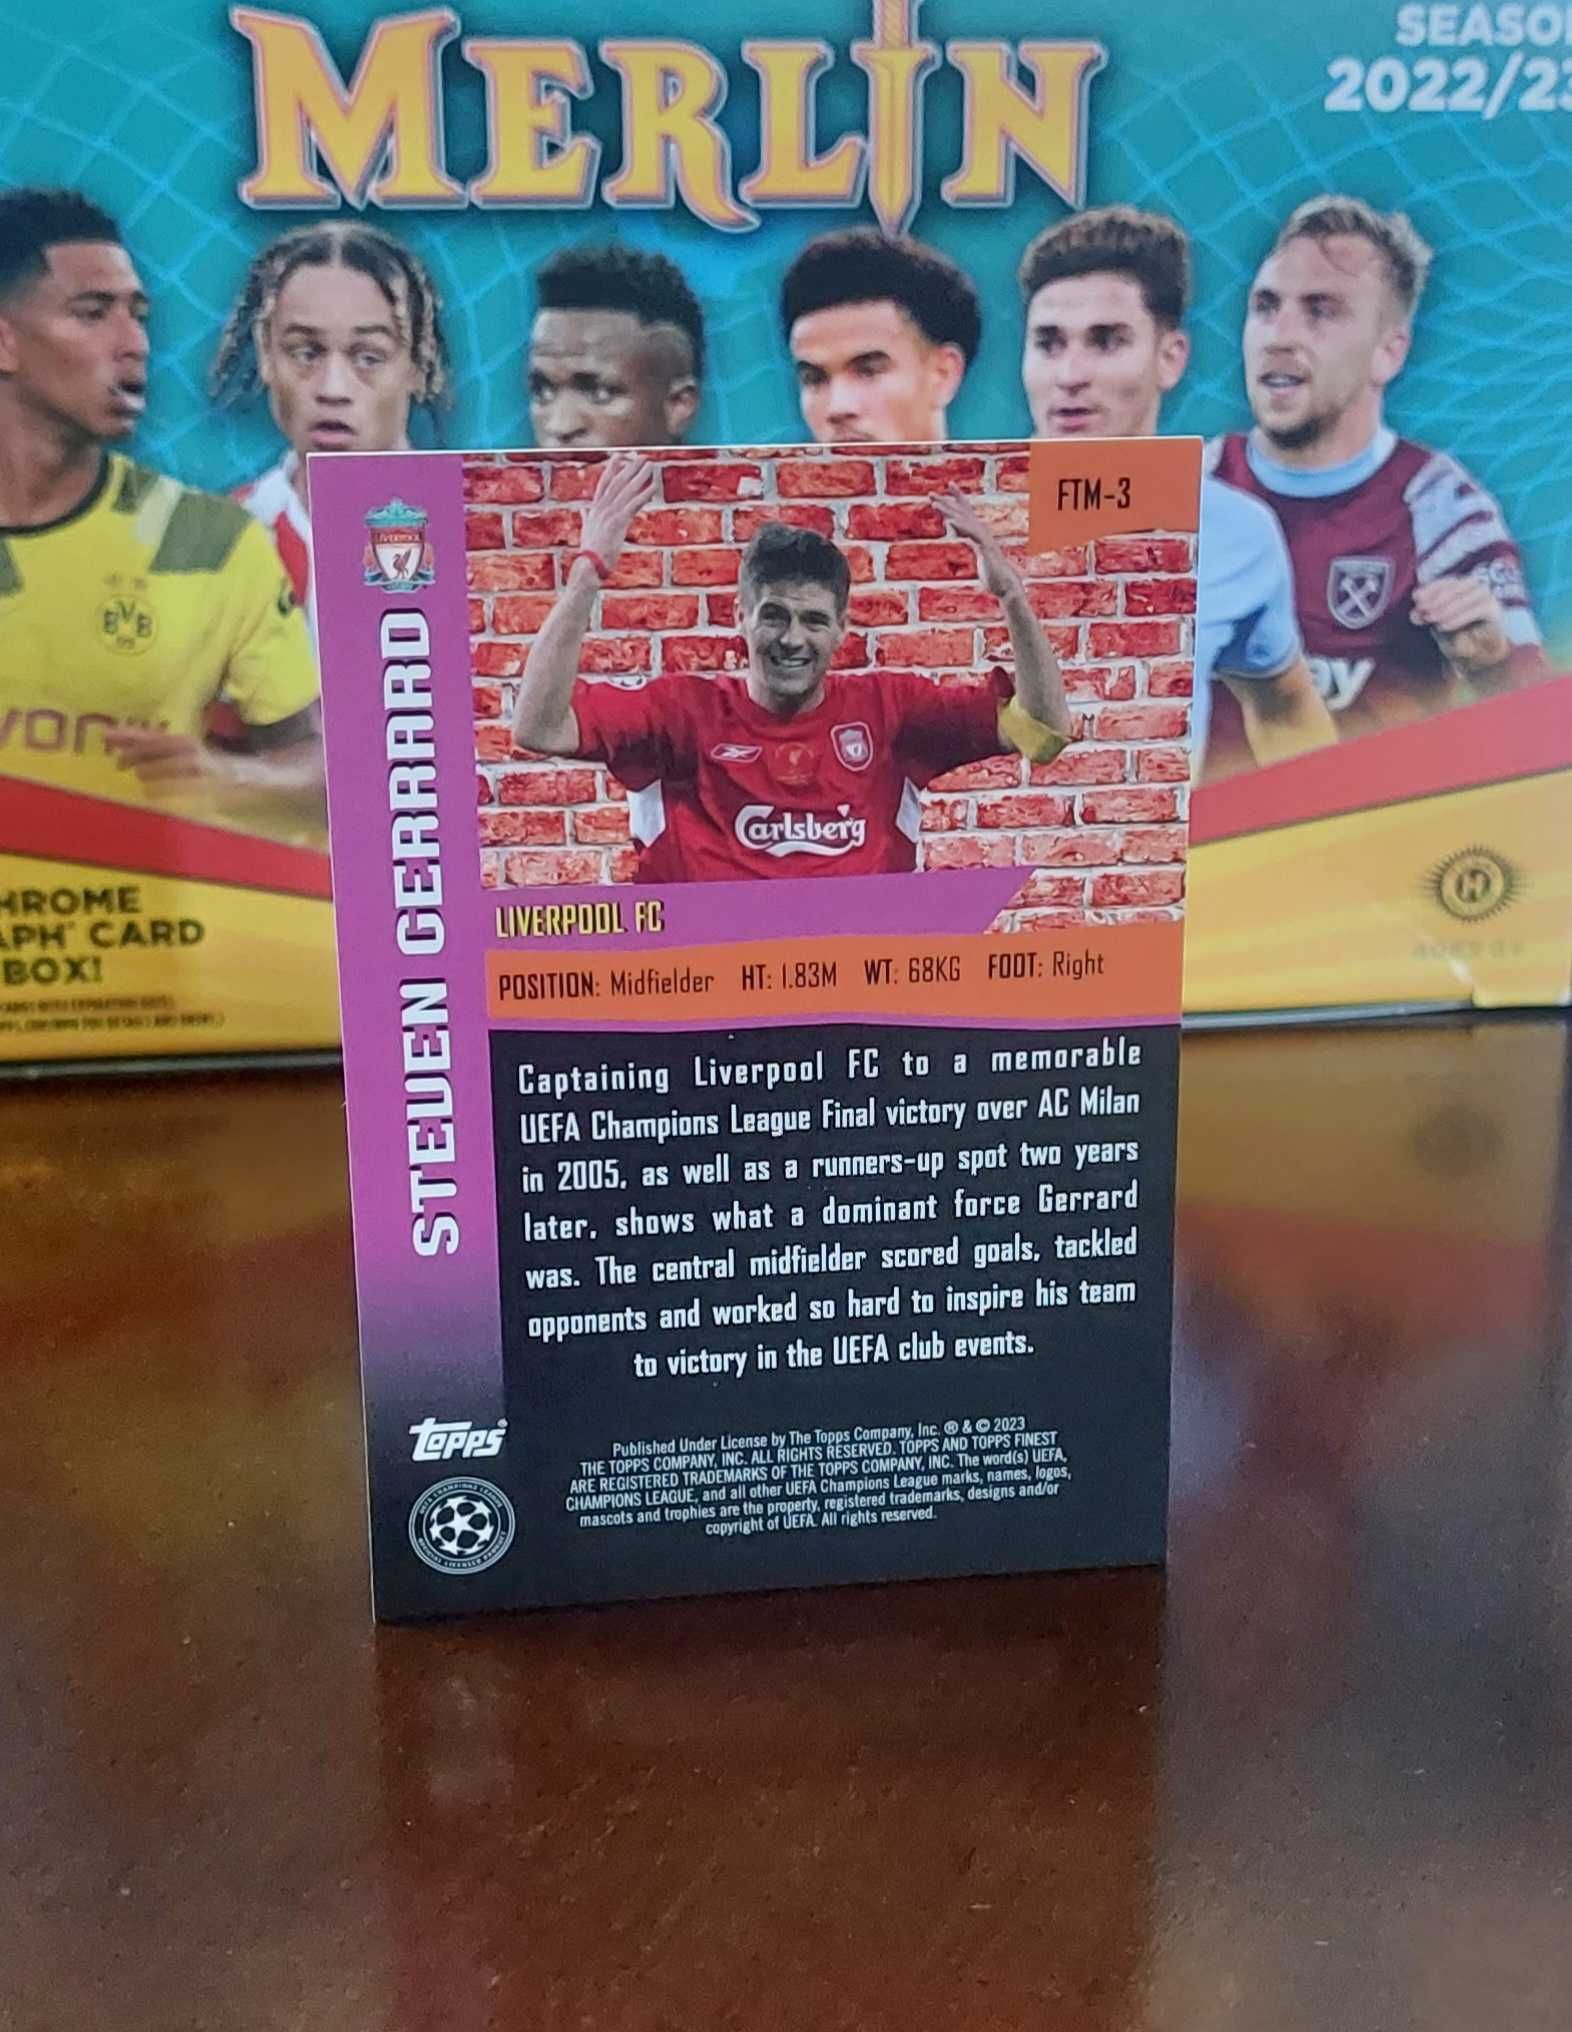 MERLIN
SEASO
2022/23
FTM-3
LIVERPOOL
STEVEN GERRARD
BVB
09
Carlsberg
LIVERPOOL FC
POSITION: Midfielder HT: 1.83M WT: 68KG FOOT: Right
Captaining Liverpool FC to a memorable
UEFA Champions League Final victory over AC Milan
in 2005, as well as a runners-up spot two years
later, shows what a dominant force Gerrard
was. The central midfielder scored goals, tackled
opponents and worked so hard to inspire his team
to victory in the UEFA club events.
topps®
Published Under License by The Topps Company, Inc. ® & © 2023
THE TOPPS COMPANY, INC. ALL RIGHTS RESERVED. TOPPS AND TOPPS FINEST
ARE REGISTERED TRADEMARKS OF THE TOPPS COMPANY, INC. The word(s) UEFA,
CHAMPIONS LEAGUE, and all other UEFA Champions League marks, names, logos,
mascots and trophies are the property, registered trademarks, designs and/or
copyright of UEFA. All rights reserved.
HROME
APH CARD
BOX!